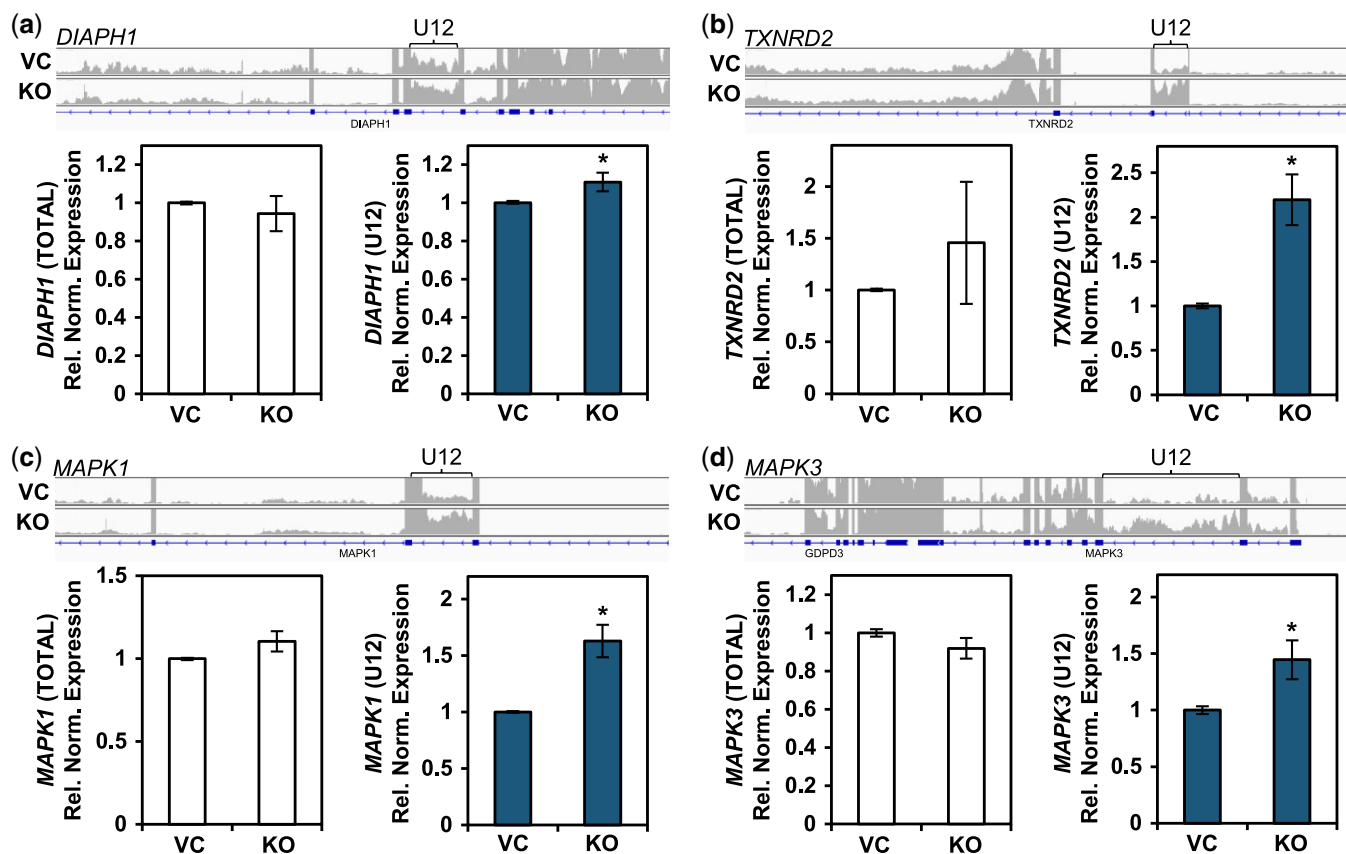 (a) DIAPH1 U12
VC
KO
DIAPH1
DIAPH1 (TOTAL)
Rel. Norm. Expression
1.2
1
0.8
0.6
0.4
0.2
0
VC KO
DIAPH1 (U12)
Rel. Norm. Expression
1.2
1
0.8
0.6
0.4
0.2
0
*
VC KO
(b) TXNRD2 U12
VC
KO
TXNRD2
TXNRD2 (TOTAL)
Rel. Norm. Expression
2
1.5
1
0.5
0
VC KO
TXNRD2 (U12)
Rel. Norm. Expression
2.5
2
1.5
1
0.5
0
*
VC KO
(c) MAPK1 U12
VC
KO
MAPK1
MAPK1 (TOTAL)
Rel. Norm. Expression
1.5
1
0.5
0
VC KO
MAPK1 (U12)
Rel. Norm. Expression
2
1.5
1
0.5
0
*
VC KO
(d) MAPK3 U12
VC
KO
GDPD3 MAPK3
MAPK3 (TOTAL)
Rel. Norm. Expression
1.2
1
0.8
0.6
0.4
0.2
0
VC KO
MAPK3 (U12)
Rel. Norm. Expression
2
1.5
1
0.5
0
*
VC KO